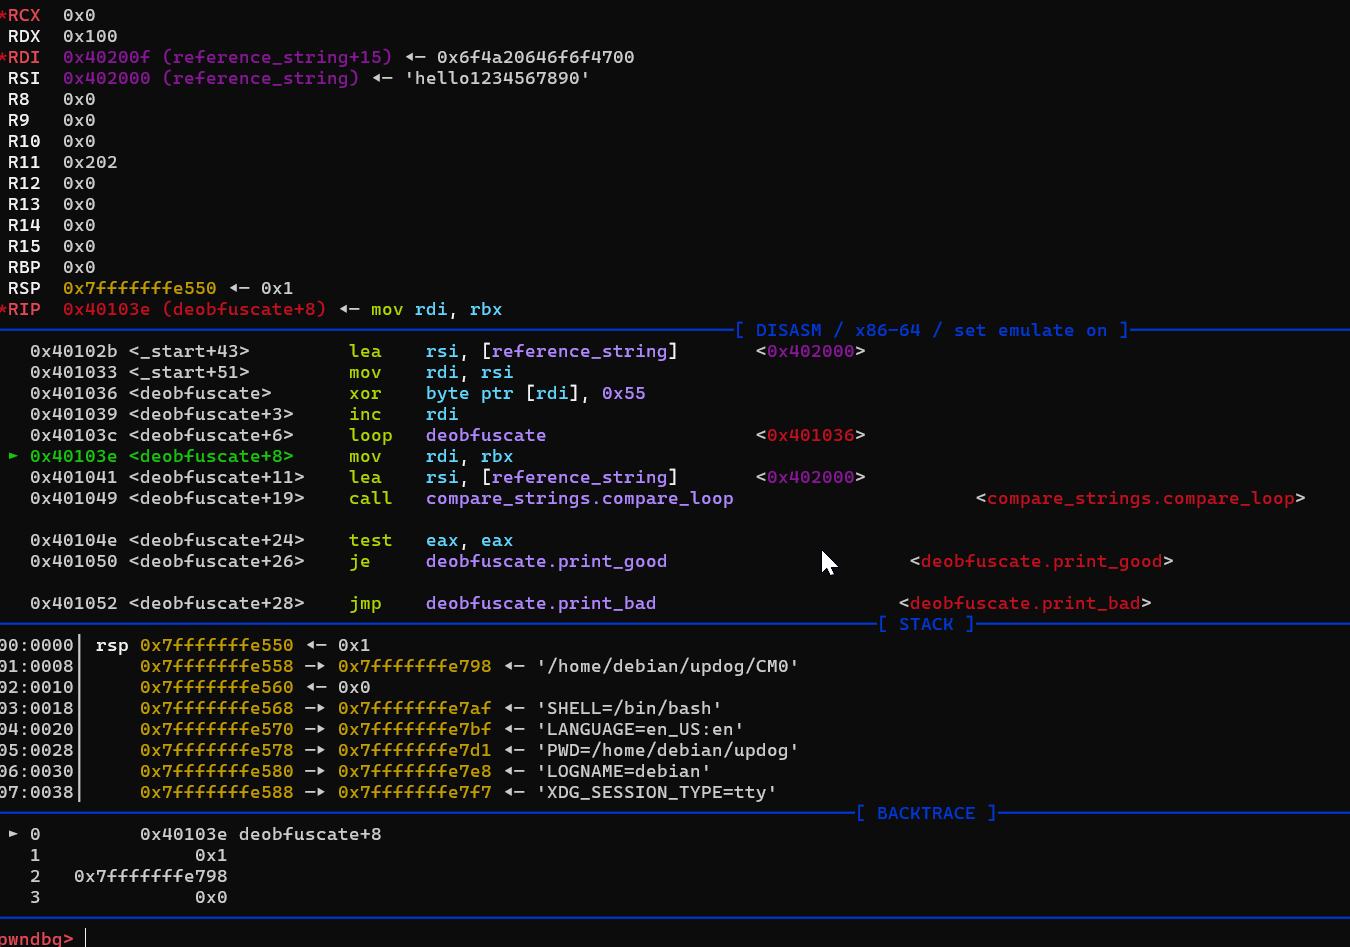 *RCX 0x0
RDX 0x100
*RDI 0x40200f (reference_string+15) ◂— 0x6f4a20646f6f4700
RSI 0x402000 (reference_string) ◂— 'hello1234567890'
R8 0x0
R9 0x0
R10 0x0
R11 0x202
R12 0x0
R13 0x0
R14 0x0
R15 0x0
RBP 0x0
RSP 0x7fffffffe550 ◂— 0x1
*RIP 0x40103e (deobfuscate+8) ◂— mov rdi, rbx
[ DISASM / x86-64 / set emulate on ]
0x40102b <_start+43> lea rsi, [reference_string] <0x402000>
0x401033 <_start+51> mov rdi, rsi
0x401036 <deobfuscate> xor byte ptr [rdi], 0x55
0x401039 <deobfuscate+3> inc rdi
0x40103c <deobfuscate+6> loop deobfuscate <0x401036>
► 0x40103e <deobfuscate+8> mov rdi, rbx
0x401041 <deobfuscate+11> lea rsi, [reference_string] <0x402000>
0x401049 <deobfuscate+19> call compare_strings.compare_loop <compare_strings.compare_loop>
0x40104e <deobfuscate+24> test eax, eax
0x401050 <deobfuscate+26> je deobfuscate.print_good <deobfuscate.print_good>
0x401052 <deobfuscate+28> jmp deobfuscate.print_bad <deobfuscate.print_bad>
[ STACK ]
00:0000│ rsp 0x7fffffffe550 ◂— 0x1
01:0008│ 0x7fffffffe558 —▸ 0x7fffffffe798 ◂— '/home/debian/updog/CM0'
02:0010│ 0x7fffffffe560 ◂— 0x0
03:0018│ 0x7fffffffe568 —▸ 0x7fffffffe7af ◂— 'SHELL=/bin/bash'
04:0020│ 0x7fffffffe570 —▸ 0x7fffffffe7bf ◂— 'LANGUAGE=en_US:en'
05:0028│ 0x7fffffffe578 —▸ 0x7fffffffe7d1 ◂— 'PWD=/home/debian/updog'
06:0030│ 0x7fffffffe580 —▸ 0x7fffffffe7e8 ◂— 'LOGNAME=debian'
07:0038│ 0x7fffffffe588 —▸ 0x7fffffffe7f7 ◂— 'XDG_SESSION_TYPE=tty'
[ BACKTRACE ]
► 0 0x40103e deobfuscate+8
1 0x1
2 0x7fffffffe798
3 0x0
pwndbg>